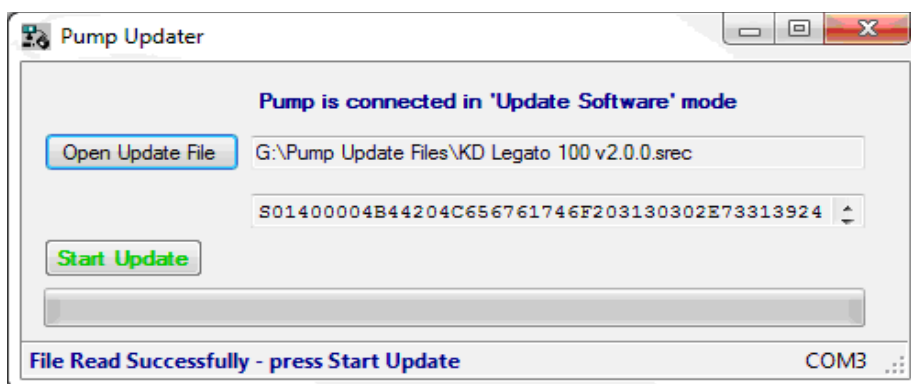 Pump Updater
Pump is connected in 'Update Software' mode
Open Update File G:\Pump Update Files\KD Legato 100 v2.0.0.srec
S01400004B44204C656761746F203130302E73313924
Start Update
File Read Successfully - press Start Update COM3